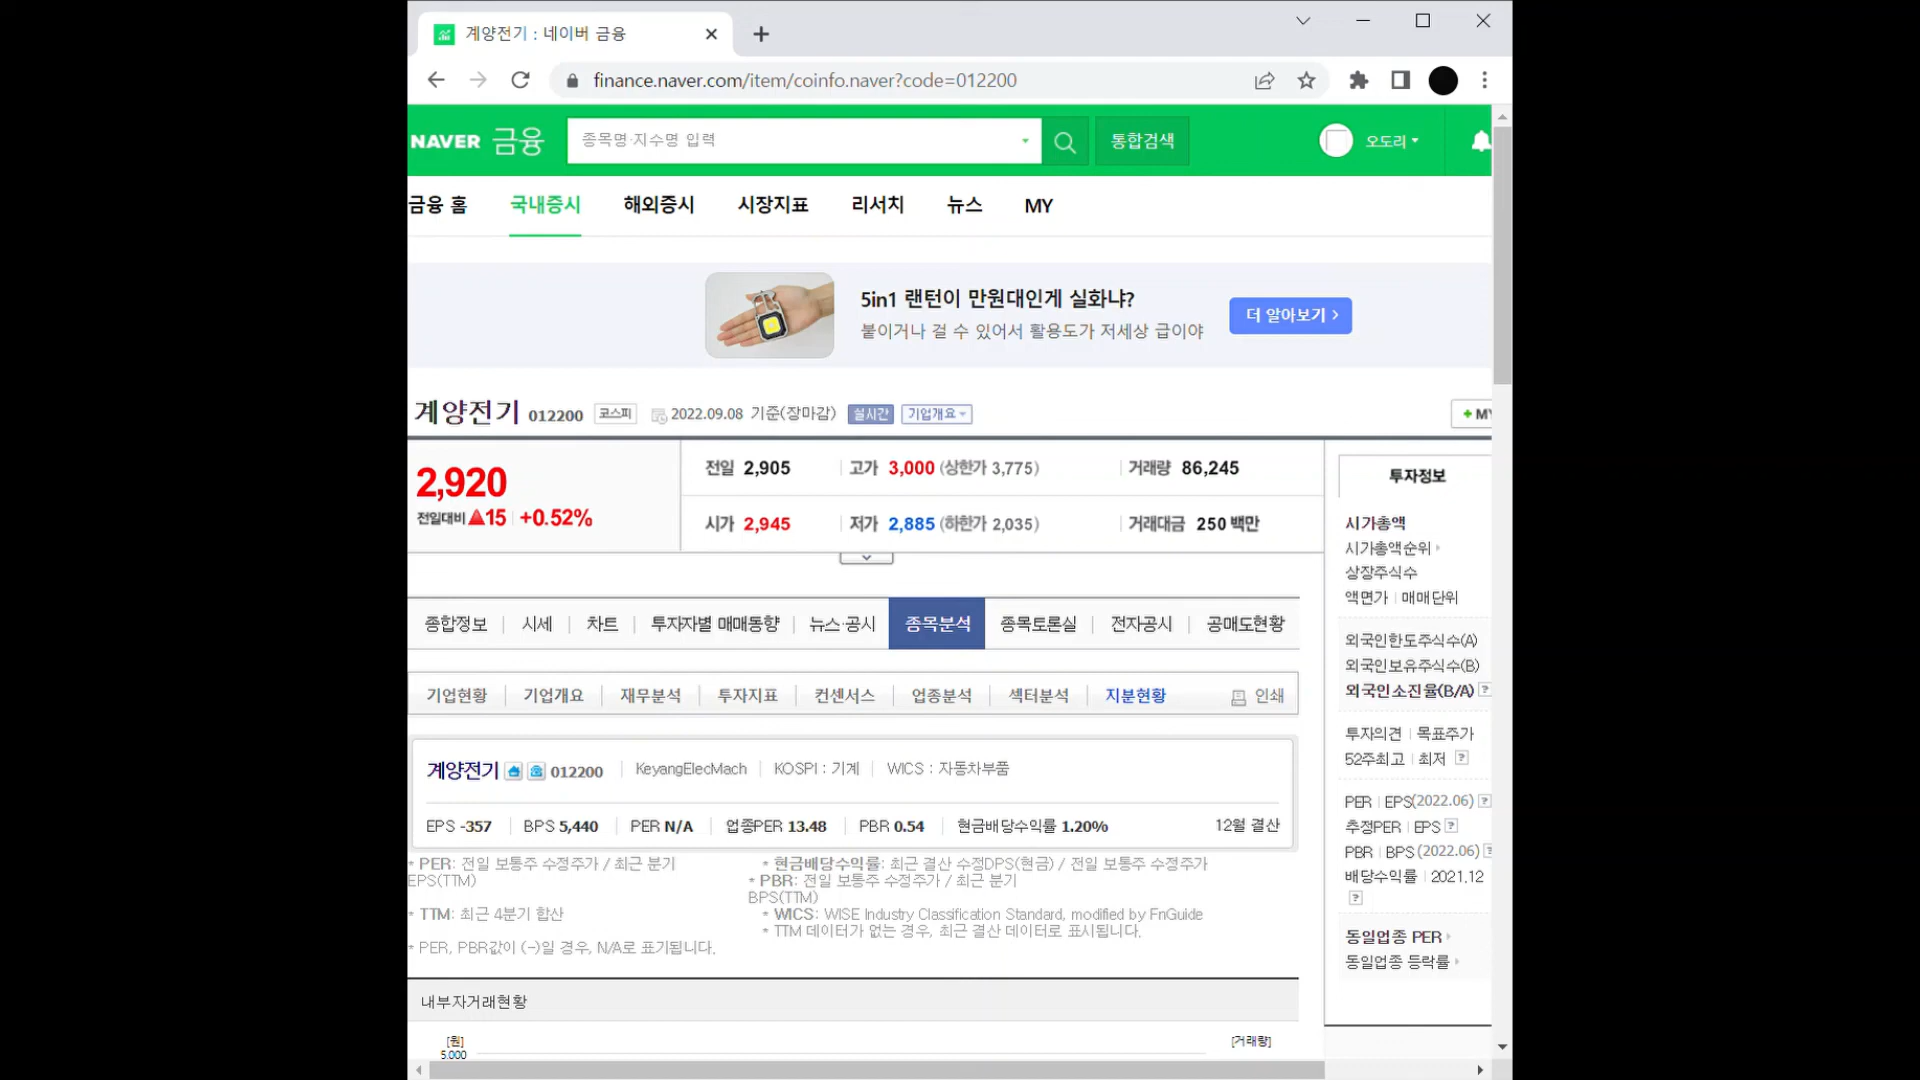 계양전기 : 네이버 금융
finance.naver.com/item/coinfo.naver?code=012200
NAVER 금융
종목명·지수명 입력
통합검색
오도리
금융 홈 국내증시 해외증시 시장지표 리서치 뉴스 MY
5in1 랜턴이 만원대인게 실화냐?
붙이거나 걸 수 있어서 활용도가 저세상 급이야
더 알아보기 >
계양전기 012200 코스피 2022.09.08 기준(장마감) 실시간 기업개요
+ MY
2,920
전일대비 ▲15 +0.52%
전일 2,905 고가 3,000 (상한가 3,775) 거래량 86,245
시가 2,945 저가 2,885 (하한가 2,035) 거래대금 250 백만
종합정보 시세 차트 투자자별 매매동향 뉴스·공시 종목분석 종목토론실 전자공시 공매도현황
기업현황 기업개요 재무분석 투자지표 컨센서스 업종분석 섹터분석 지분현황 인쇄
계양전기 012200 KeyangElecMach KOSPI : 기계 WICS : 자동차부품
EPS -357 BPS 5,440 PER N/A 업종PER 13.48 PBR 0.54 현금배당수익률 1.20% 12월 결산
* PER: 전일 보통주 수정주가 / 최근 분기
EPS(TTM)
* 현금배당수익률: 최근 결산 수정DPS(현금) / 전일 보통주 수정주가
* PBR: 전일 보통주 수정주가 / 최근 분기
BPS(TTM)
* TTM: 최근 4분기 합산
* WICS: WISE Industry Classification Standard, modified by FnGuide
* TTM 데이터가 없는 경우, 최근 결산 데이터로 표시됩니다.
* PER, PBR값이 (-)일 경우, N/A로 표기됩니다.
내부자거래현황
[원]
5,000
[거래량]
투자정보
시가총액
시가총액순위
상장주식수
액면가 매매단위
외국인한도주식수(A)
외국인보유주식수(B)
외국인소진율(B/A) ?
투자의견 목표주가
52주최고 최저 ?
PER EPS(2022.06) ?
추정PER EPS ?
PBR BPS (2022.06) ?
배당수익률 2021.12
?
동일업종 PER
동일업종 등락률